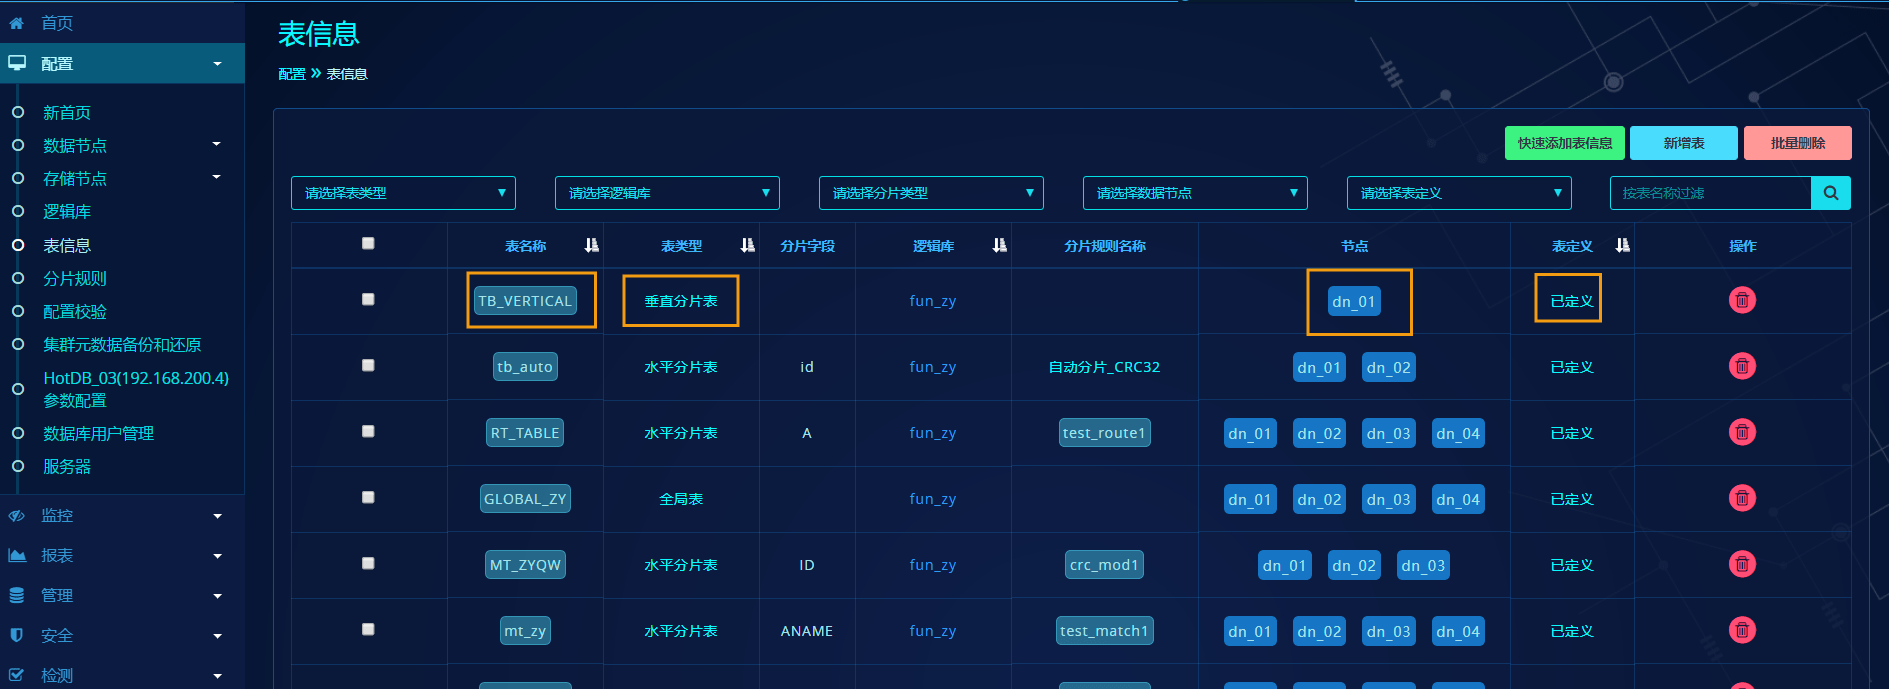 首页
配置
新首页
数据节点
存储节点
逻辑库
表信息
分片规则
配置校验
集群元数据备份和还原
HotDB_03(192.168.200.4)
参数配置
数据库用户管理
服务器
监控
报表
管理
安全
检测
表信息
配置 » 表信息
快速添加表信息 新增表 批量删除
请选择表类型 请选择逻辑库 请选择分片类型 请选择数据节点 请选择表定义 按表名称过滤
表名称 表类型 分片字段 逻辑库 分片规则名称 节点 表定义 操作
TB_VERTICAL 垂直分片表 fun_zy dn_01 已定义
tb_auto 水平分片表 id fun_zy 自动分片_CRC32 dn_01 dn_02 已定义
RT_TABLE 水平分片表 A fun_zy test_route1 dn_01 dn_02 dn_03 dn_04 已定义
GLOBAL_ZY 全局表 fun_zy dn_01 dn_02 dn_03 dn_04 已定义
MT_ZYQW 水平分片表 ID fun_zy crc_mod1 dn_01 dn_02 dn_03 已定义
mt_zy 水平分片表 ANAME fun_zy test_match1 dn_01 dn_02 dn_03 dn_04 已定义